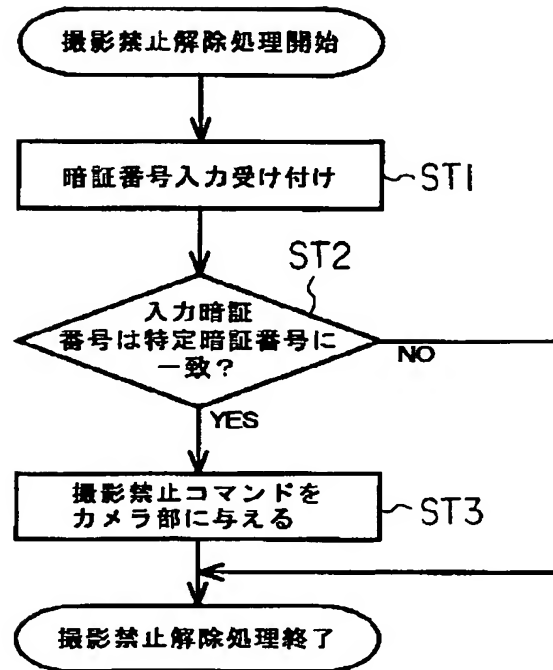 撮影禁止解除処理開始
暗証番号入力受け付け
ST1
ST2
入力暗証
番号は特定暗証番号に
一致?
NO
YES
撮影禁止コマンドを
カメラ部に与える
ST3
撮影禁止解除処理終了